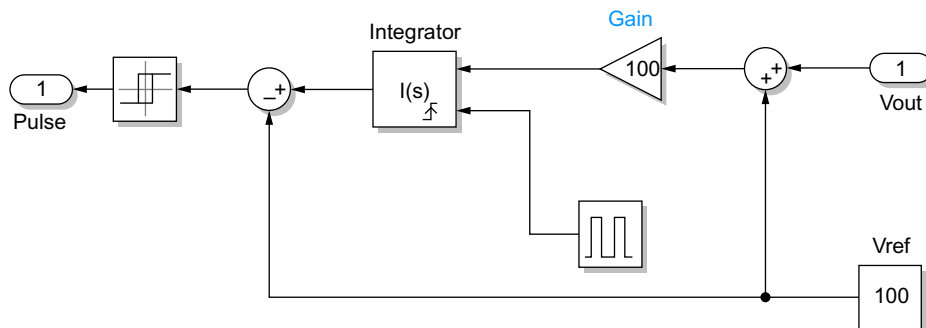 Gain
Integrator
I(s)
100
+
+
1
Vout
–
+
1
Pulse
Vref
100